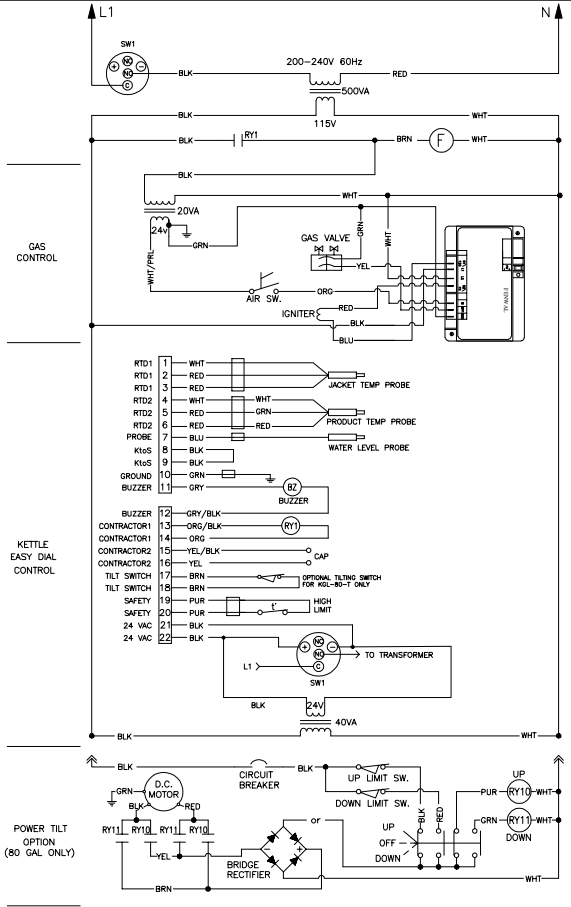 L1
N
SW1
NO
+
NC
−
C
BLK
200–240V 60Hz
RED
500VA
BLK
WHT
115V
BLK
RY1
BRN
F
WHT
BLK
WHT
20VA
24v
GRN
GAS
CONTROL
WHT/PRL
GAS VALVE
GRN
WHT
YEL
AIR SW.
ORG
IGNITER
RED
BLK
BLU
FENWAL
RTD1 1 WHT
RTD1 2 RED
RTD1 3 RED
JACKET TEMP PROBE
RTD2 4 WHT WHT
RTD2 5 RED GRN
RTD2 6 RED RED
PRODUCT TEMP PROBE
PROBE 7 BLU
WATER LEVEL PROBE
KtoS 8 BLK
KtoS 9 BLK
GROUND 10 GRN
BUZZER 11 GRY
BZ
BUZZER
KETTLE
EASY DIAL
CONTROL
BUZZER 12 GRY/BLK
CONTRACTOR1 13 ORG/BLK RY1
CONTRACTOR1 14 ORG
CONTRACTOR2 15 YEL/BLK
CAP
CONTRACTOR2 16 YEL
TILT SWITCH 17 BRN
OPTIONAL TILTING SWITCH
FOR KGL-80-T ONLY
TILT SWITCH 18 BRN
SAFETY 19 PUR
HIGH
LIMIT
t°
SAFETY 20 PUR
24 VAC 21 BLK
24 VAC 22 BLK
NO
+
−
NC
TO TRANSFORMER
L1
C
SW1
BLK
24V
40VA
BLK
WHT
BLK
CIRCUIT
BREAKER
BLK
UP LIMIT SW.
DOWN LIMIT SW.
UP
PUR
RY10
WHT
GRN
RY11
WHT
DOWN
GRN
D.C.
MOTOR
BLK
RED
RY11
RY10
RY11
RY10
YEL
BRN
BRIDGE
RECTIFIER
−
+
or
BLK
RED
UP
OFF
DOWN
WHT
POWER TILT
OPTION
(80 GAL ONLY)